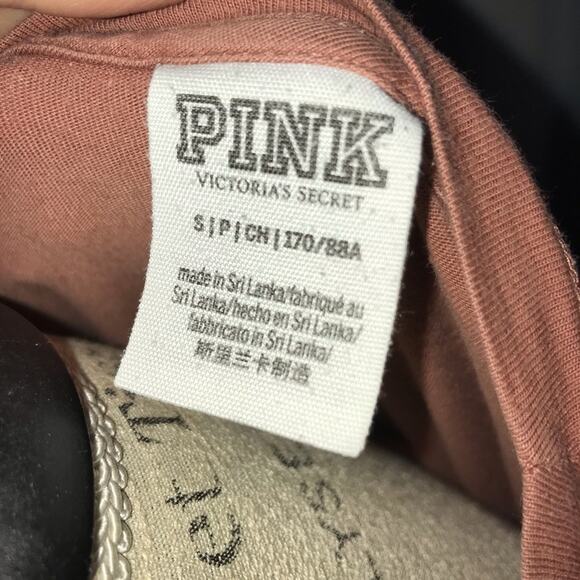 PINK
VICTORIA'S SECRET
S|P|CH|170/88A
made in Sri Lanka/fabriqué au
Sri Lanka/hecho en Sri Lanka/
fabbricato in Sri Lanka/
斯里兰卡制造
et